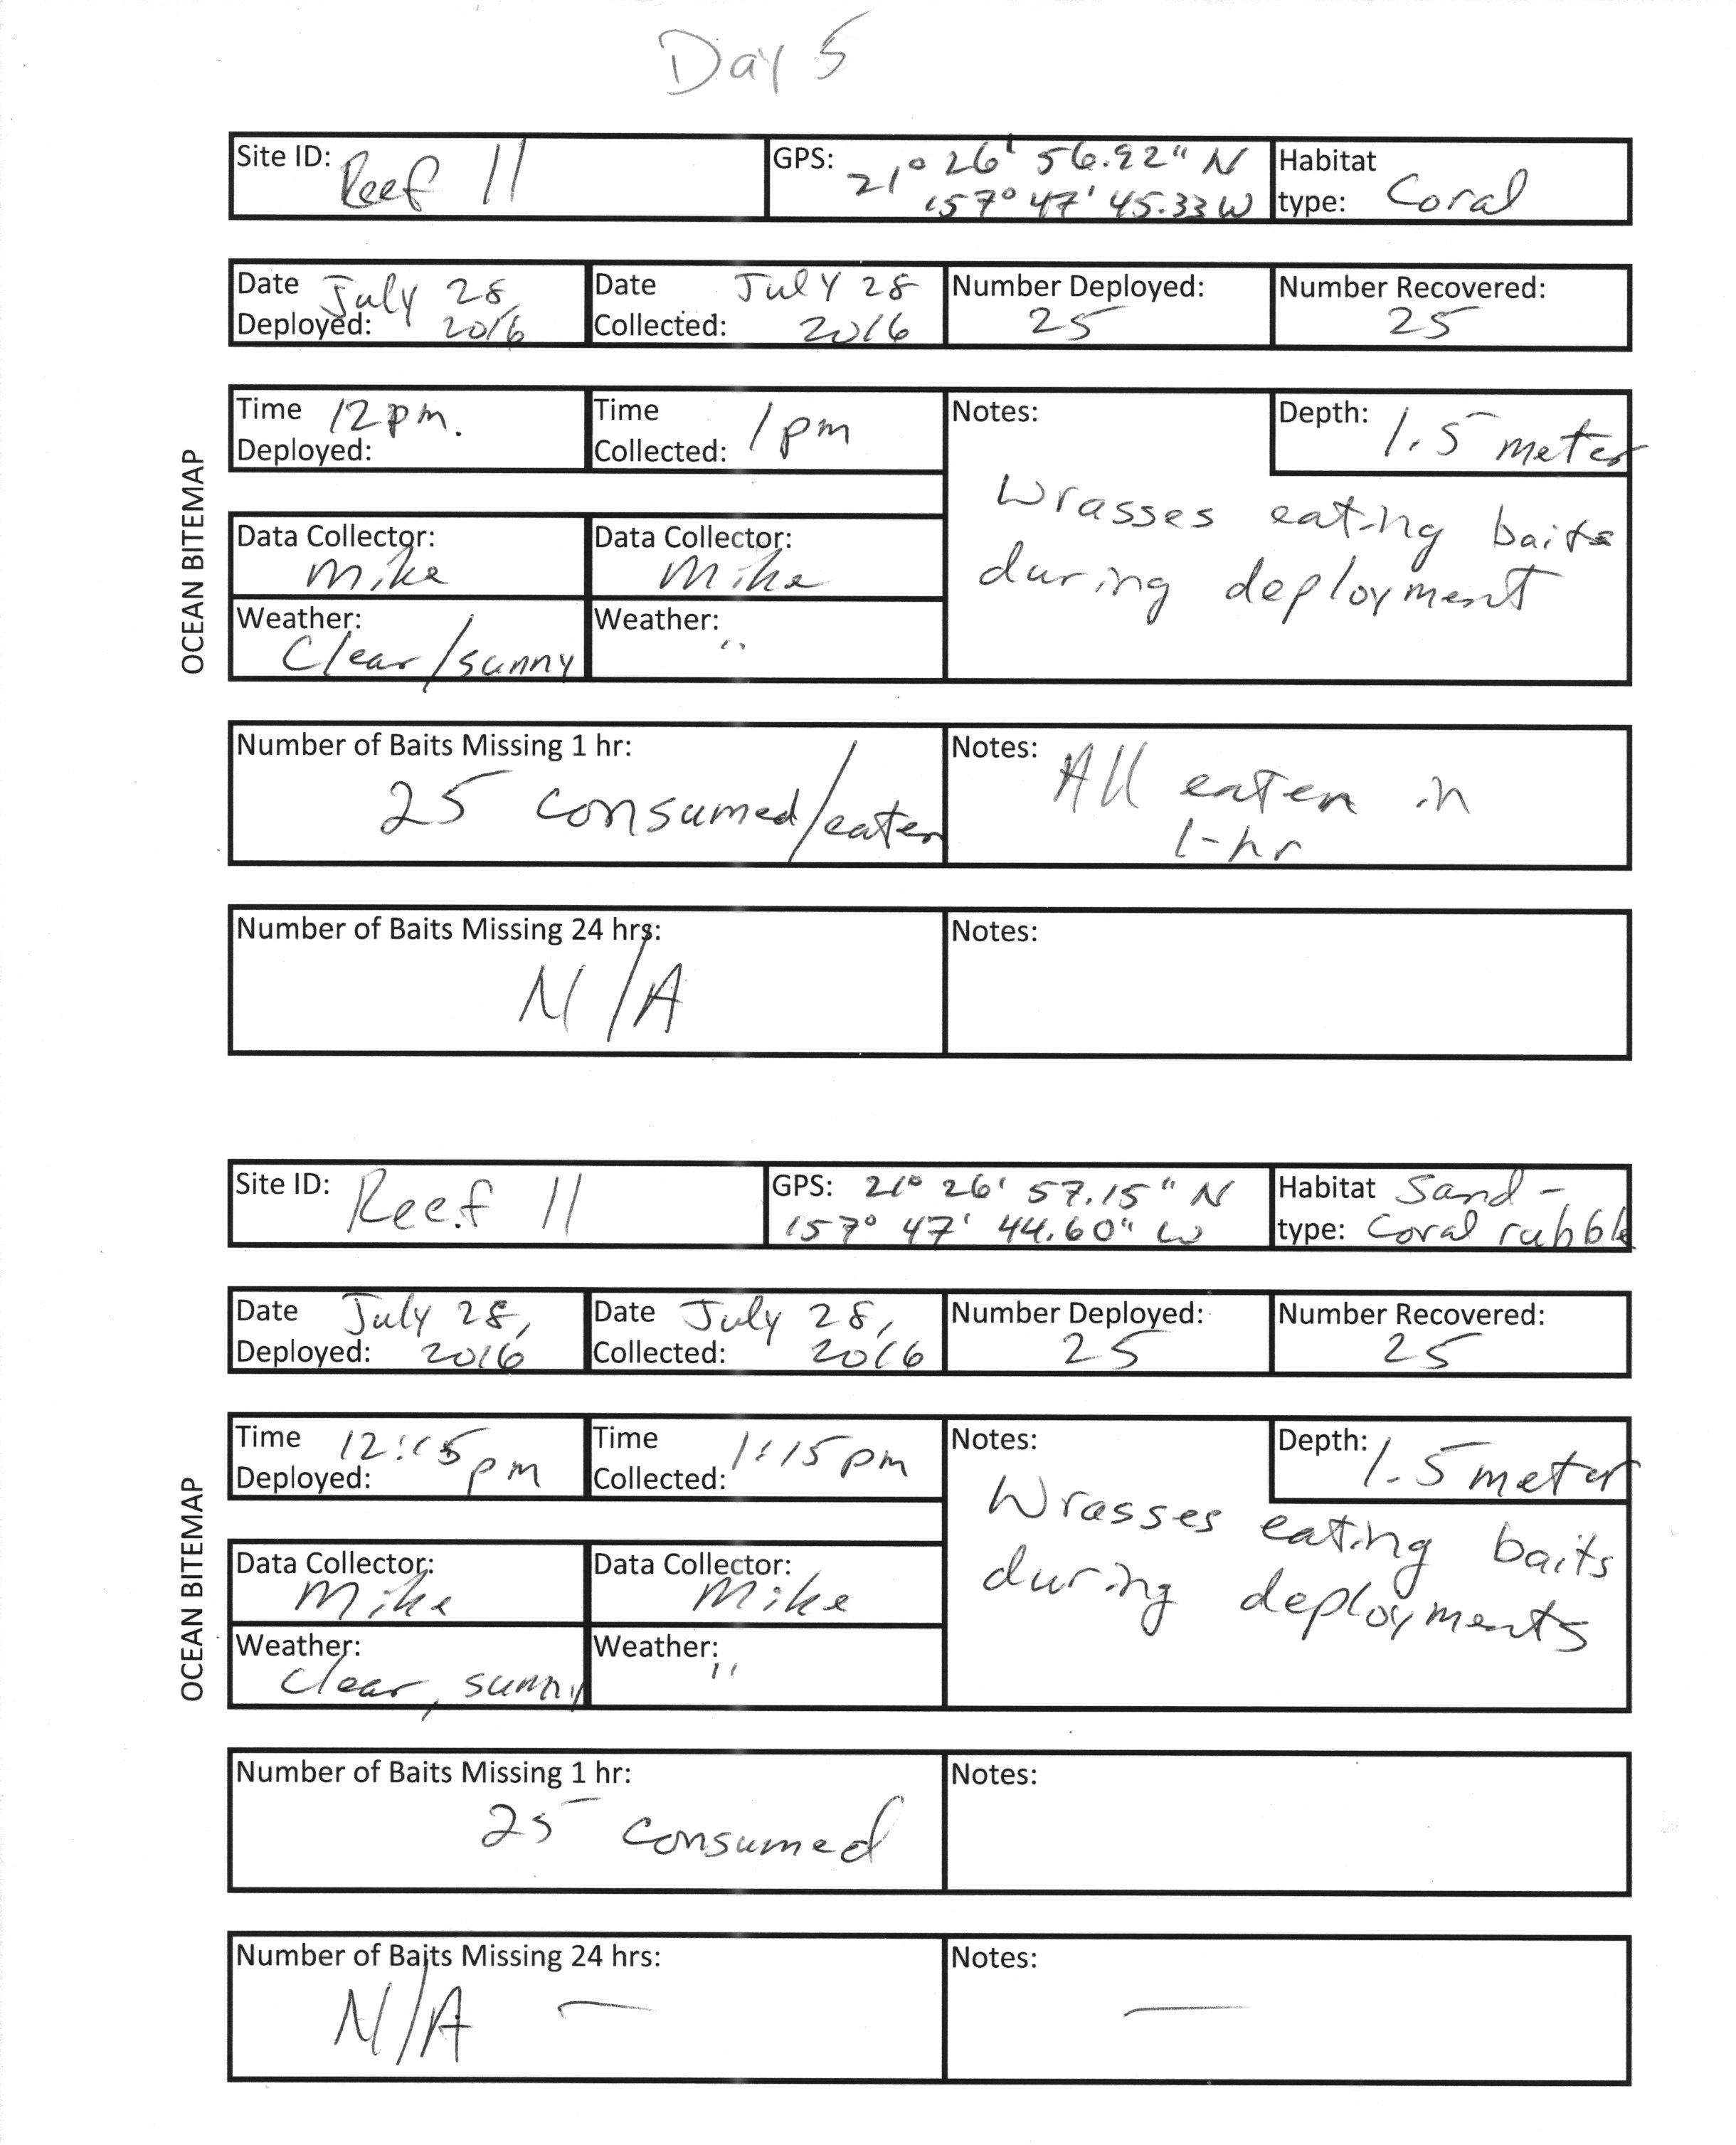 Day 5
Site ID: Reef 11
GPS: 21° 26' 56.92" N
157° 47' 45.33 W
Habitat
type: Coral
Date July 28,
Deployed: 2016
Date July 28
Collected: 2016
Number Deployed:
25
Number Recovered:
25
Time 12pm.
Deployed:
Time 1pm
Collected:
Notes:
Depth: 1.5 meter
Wrasses eating baits
during deployment
Data Collector:
Mike
Data Collector:
Mike
Weather:
Clear/sunny
Weather:
"
OCEAN BITEMAP
Number of Baits Missing 1 hr:
25 consumed/eaten
Notes: All eaten in
1-hr
Number of Baits Missing 24 hrs:
N/A
Notes:
Site ID: Reef 11
GPS: 21° 26' 57.15" N
157° 47' 44.60" W
Habitat Sand-
type: Coral rubble
Date July 28,
Deployed: 2016
Date July 28,
Collected: 2016
Number Deployed:
25
Number Recovered:
25
Time 12:15 pm
Deployed:
Time 1:15 pm
Collected:
Notes:
Depth: 1.5 meter
Wrasses eating baits
during deployments
Data Collector:
Mike
Data Collector:
Mike
Weather:
Clear, sunny
Weather:
"
OCEAN BITEMAP
Number of Baits Missing 1 hr:
25 consumed
Notes:
Number of Baits Missing 24 hrs:
N/A —
Notes:
—